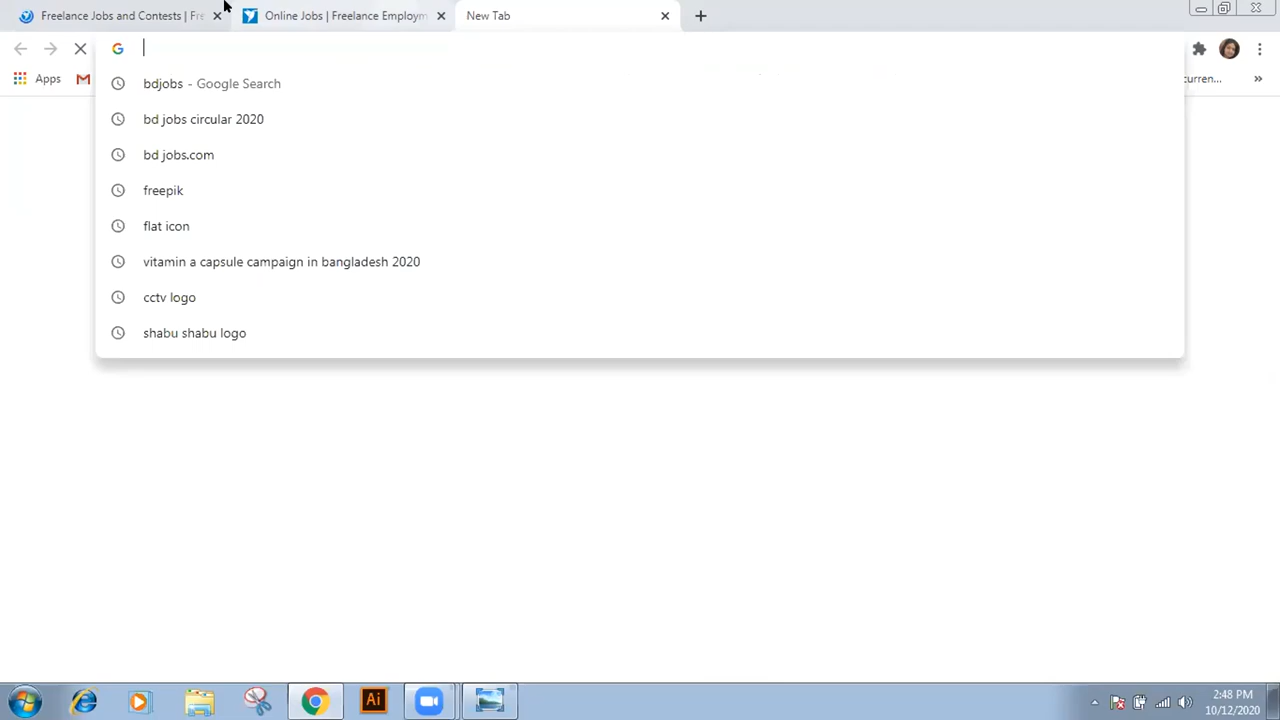 Freelance Jobs and Contests | Fre
Online Jobs | Freelance Employm
New Tab
Apps
curren...
bdjobs - Google Search
bd jobs circular 2020
bd jobs.com
freepik
flat icon
vitamin a capsule campaign in bangladesh 2020
cctv logo
shabu shabu logo
Ai
2:48 PM
10/12/2020